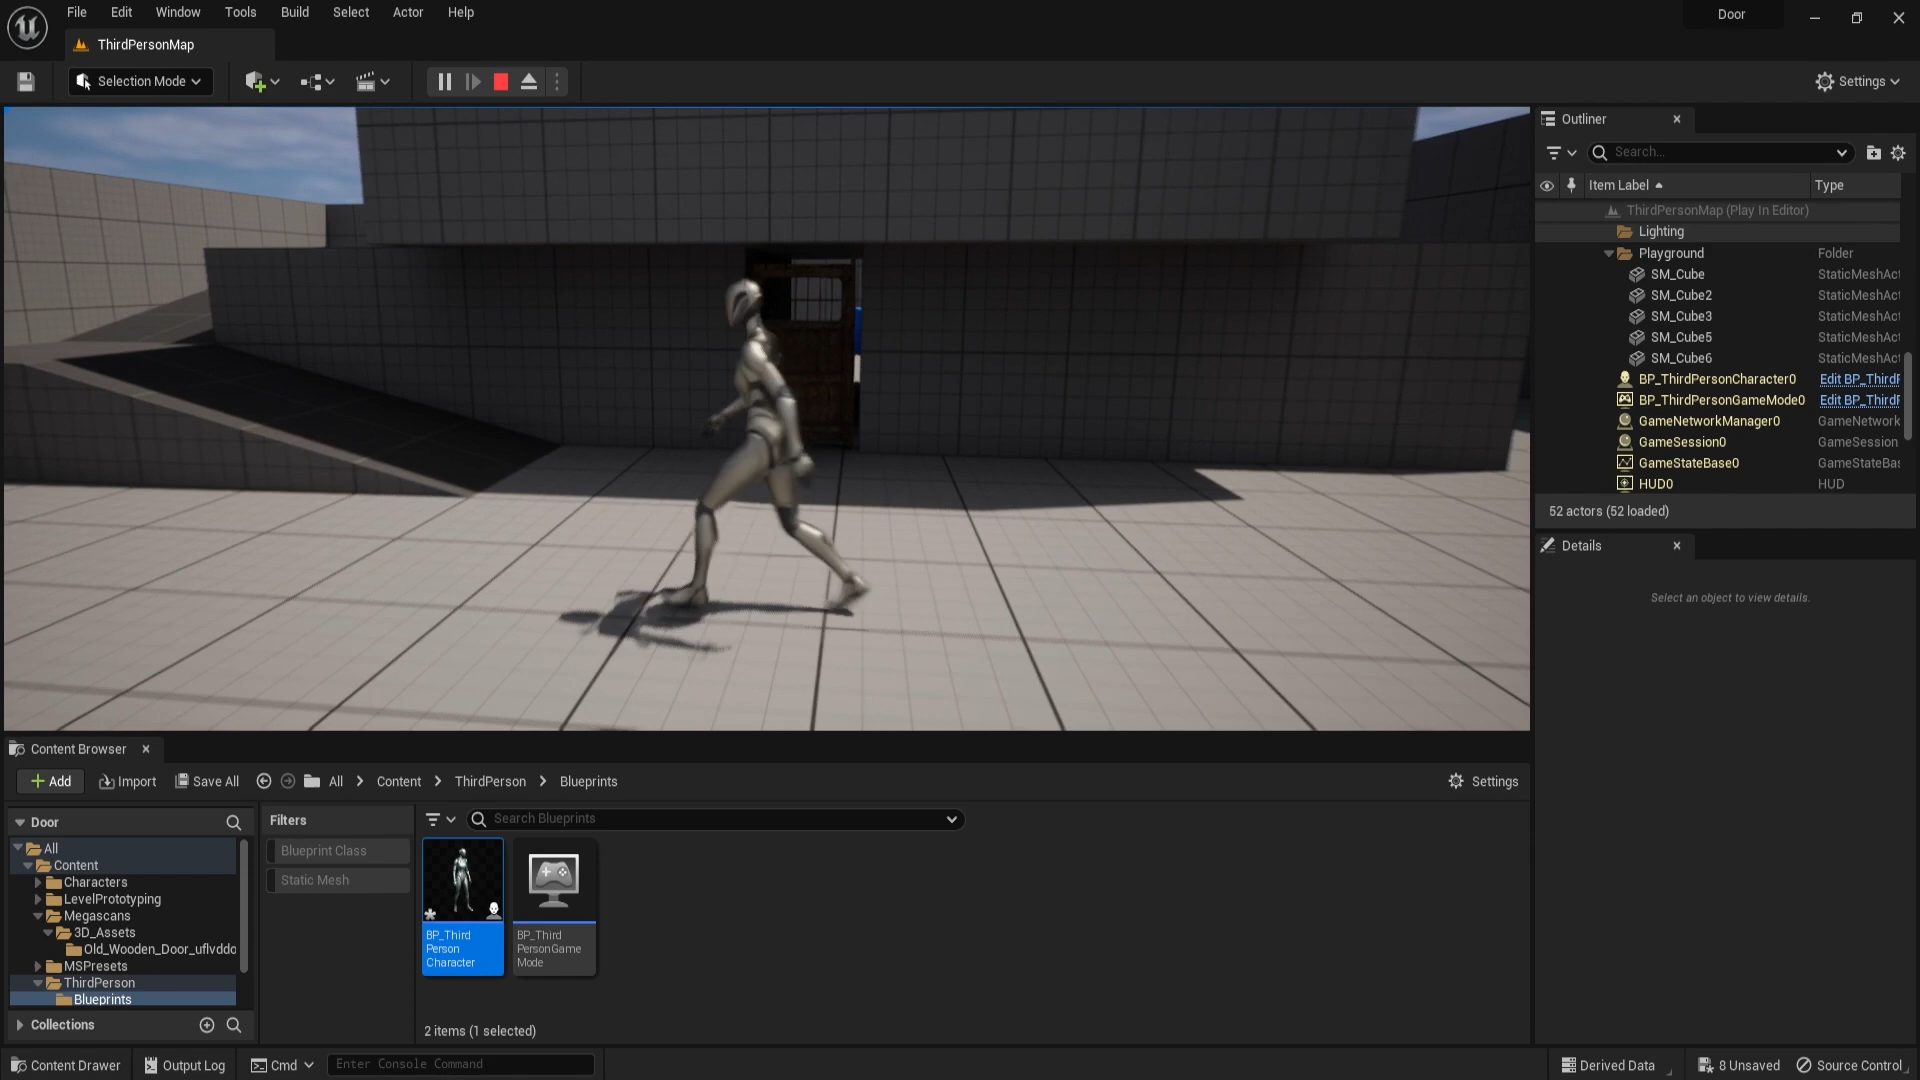 File Edit Window Tools Build Select Actor Help
Door
ThirdPersonMap
Selection Mode
Settings
Outliner
Search...
Item Label
Type
ThirdPersonMap (Play In Editor)
Lighting
Playground Folder
SM_Cube StaticMeshAct
SM_Cube2 StaticMeshAct
SM_Cube3 StaticMeshAct
SM_Cube5 StaticMeshAct
SM_Cube6 StaticMeshAct
BP_ThirdPersonCharacter0 Edit BP_ThirdP
BP_ThirdPersonGameMode0 Edit BP_ThirdP
GameNetworkManager0 GameNetwork
GameSession0 GameSession
GameStateBase0 GameStateBas
HUD0 HUD
52 actors (52 loaded)
Details
Select an object to view details.
Content Browser
Add Import Save All All Content ThirdPerson Blueprints Settings
Door
All
Content
Characters
LevelPrototyping
Megascans
3D_Assets
Old_Wooden_Door_uflvddo
MSPresets
ThirdPerson
Blueprints
Collections
Filters
Blueprint Class
Static Mesh
Search Blueprints
BP_Third
Person
Character
BP_Third
PersonGame
Mode
2 items (1 selected)
Content Drawer Output Log Cmd Enter Console Command Derived Data 8 Unsaved Source Control